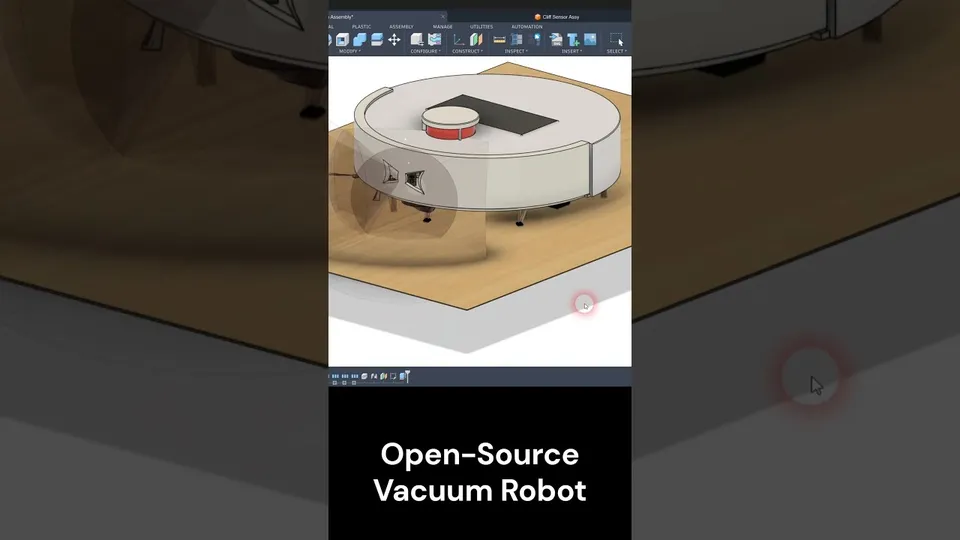 Assembly*
Cliff Sensor Assy
PLASTIC ASSEMBLY MANAGE UTILITIES AUTOMATION
MODIFY CONFIGURE CONSTRUCT INSPECT INSERT SELECT
Open-Source
Vacuum Robot